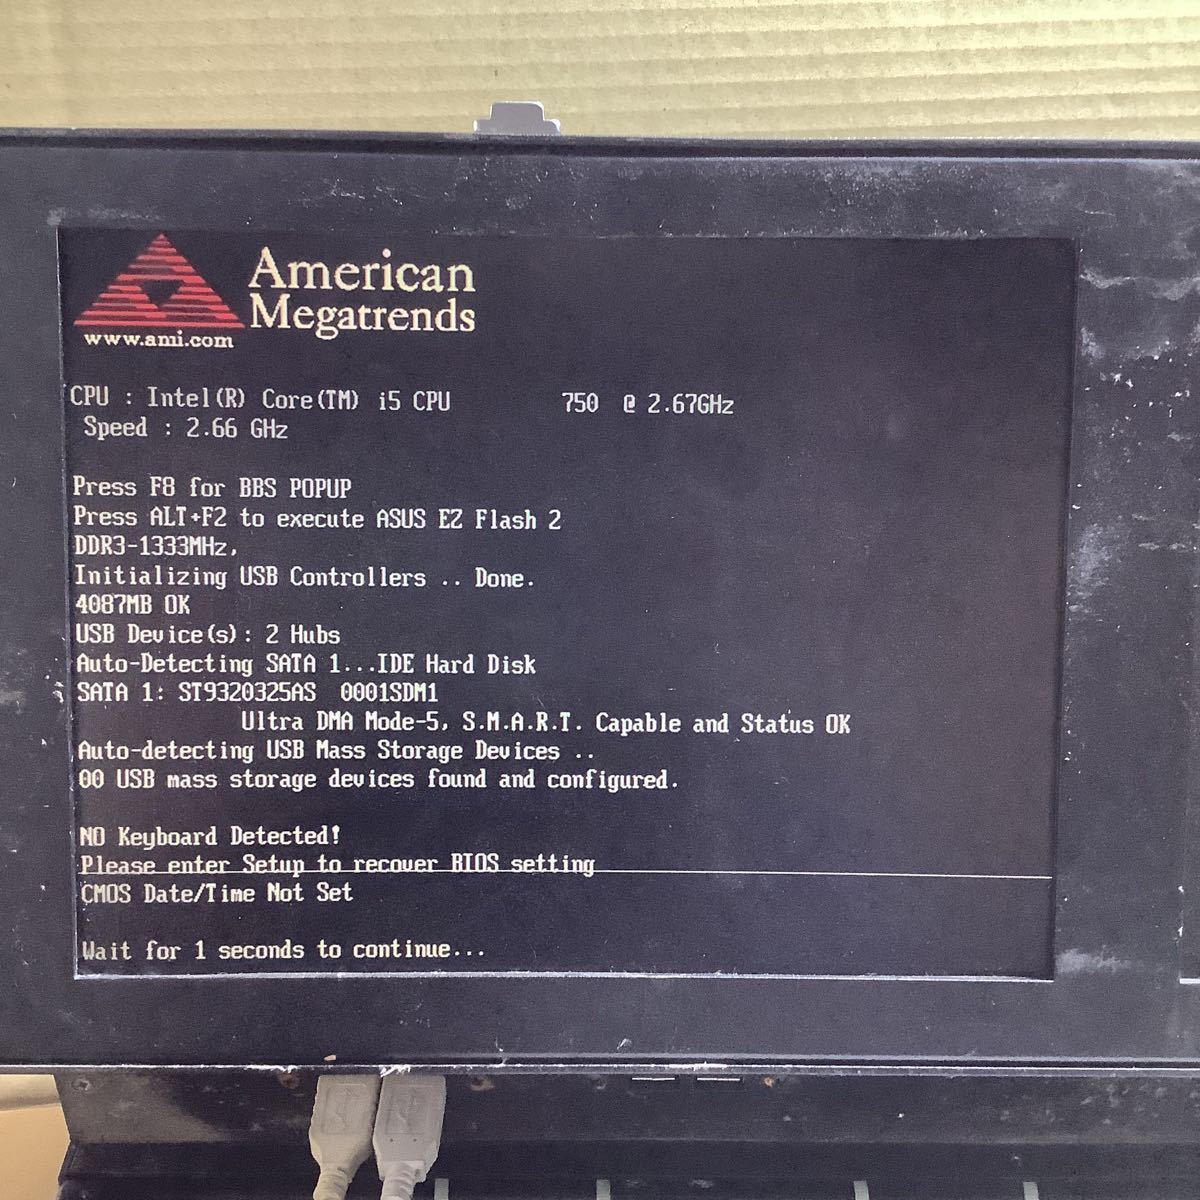 American
Megatrends
www.ami.com
CPU : Intel(R) Core(TM) i5 CPU 750 @ 2.67GHz
Speed : 2.66 GHz
Press F8 for BBS POPUP
Press ALT+F2 to execute ASUS EZ Flash 2
DDR3-1333MHz,
Initializing USB Controllers .. Done.
4087MB OK
USB Device(s): 2 Hubs
Auto-Detecting SATA 1...IDE Hard Disk
SATA 1: ST9320325AS 0001SDM1
Ultra DMA Mode-5, S.M.A.R.T. Capable and Status OK
Auto-detecting USB Mass Storage Devices ..
00 USB mass storage devices found and configured.
NO Keyboard Detected!
Please enter Setup to recover BIOS setting
CMOS Date/Time Not Set
Wait for 1 seconds to continue...